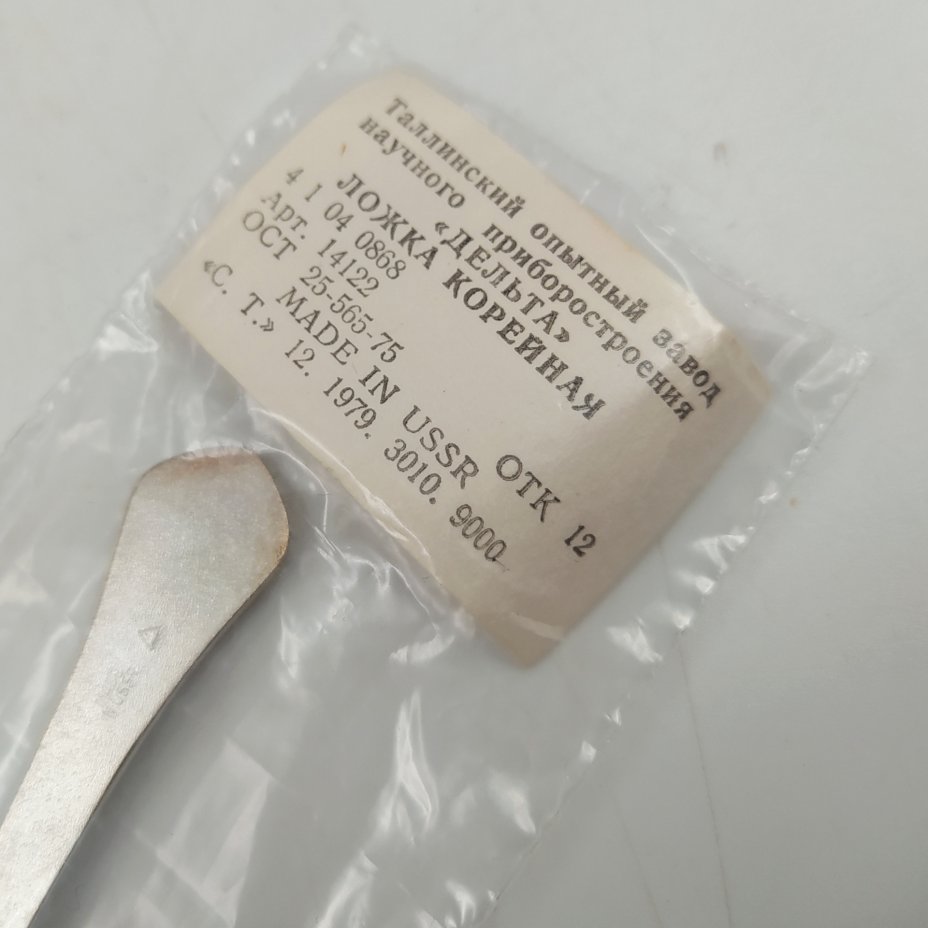 Таллинский опытный завод
научного приборостроения
«ДЕЛЬТА»
ЛОЖКА КОРЕЙНАЯ
4 1 04 0868
Арт. 14122
ОСТ 25-565-75 ОТК 12
MADE IN USSR
«С. Т.» 12. 1979. 3010. 9000